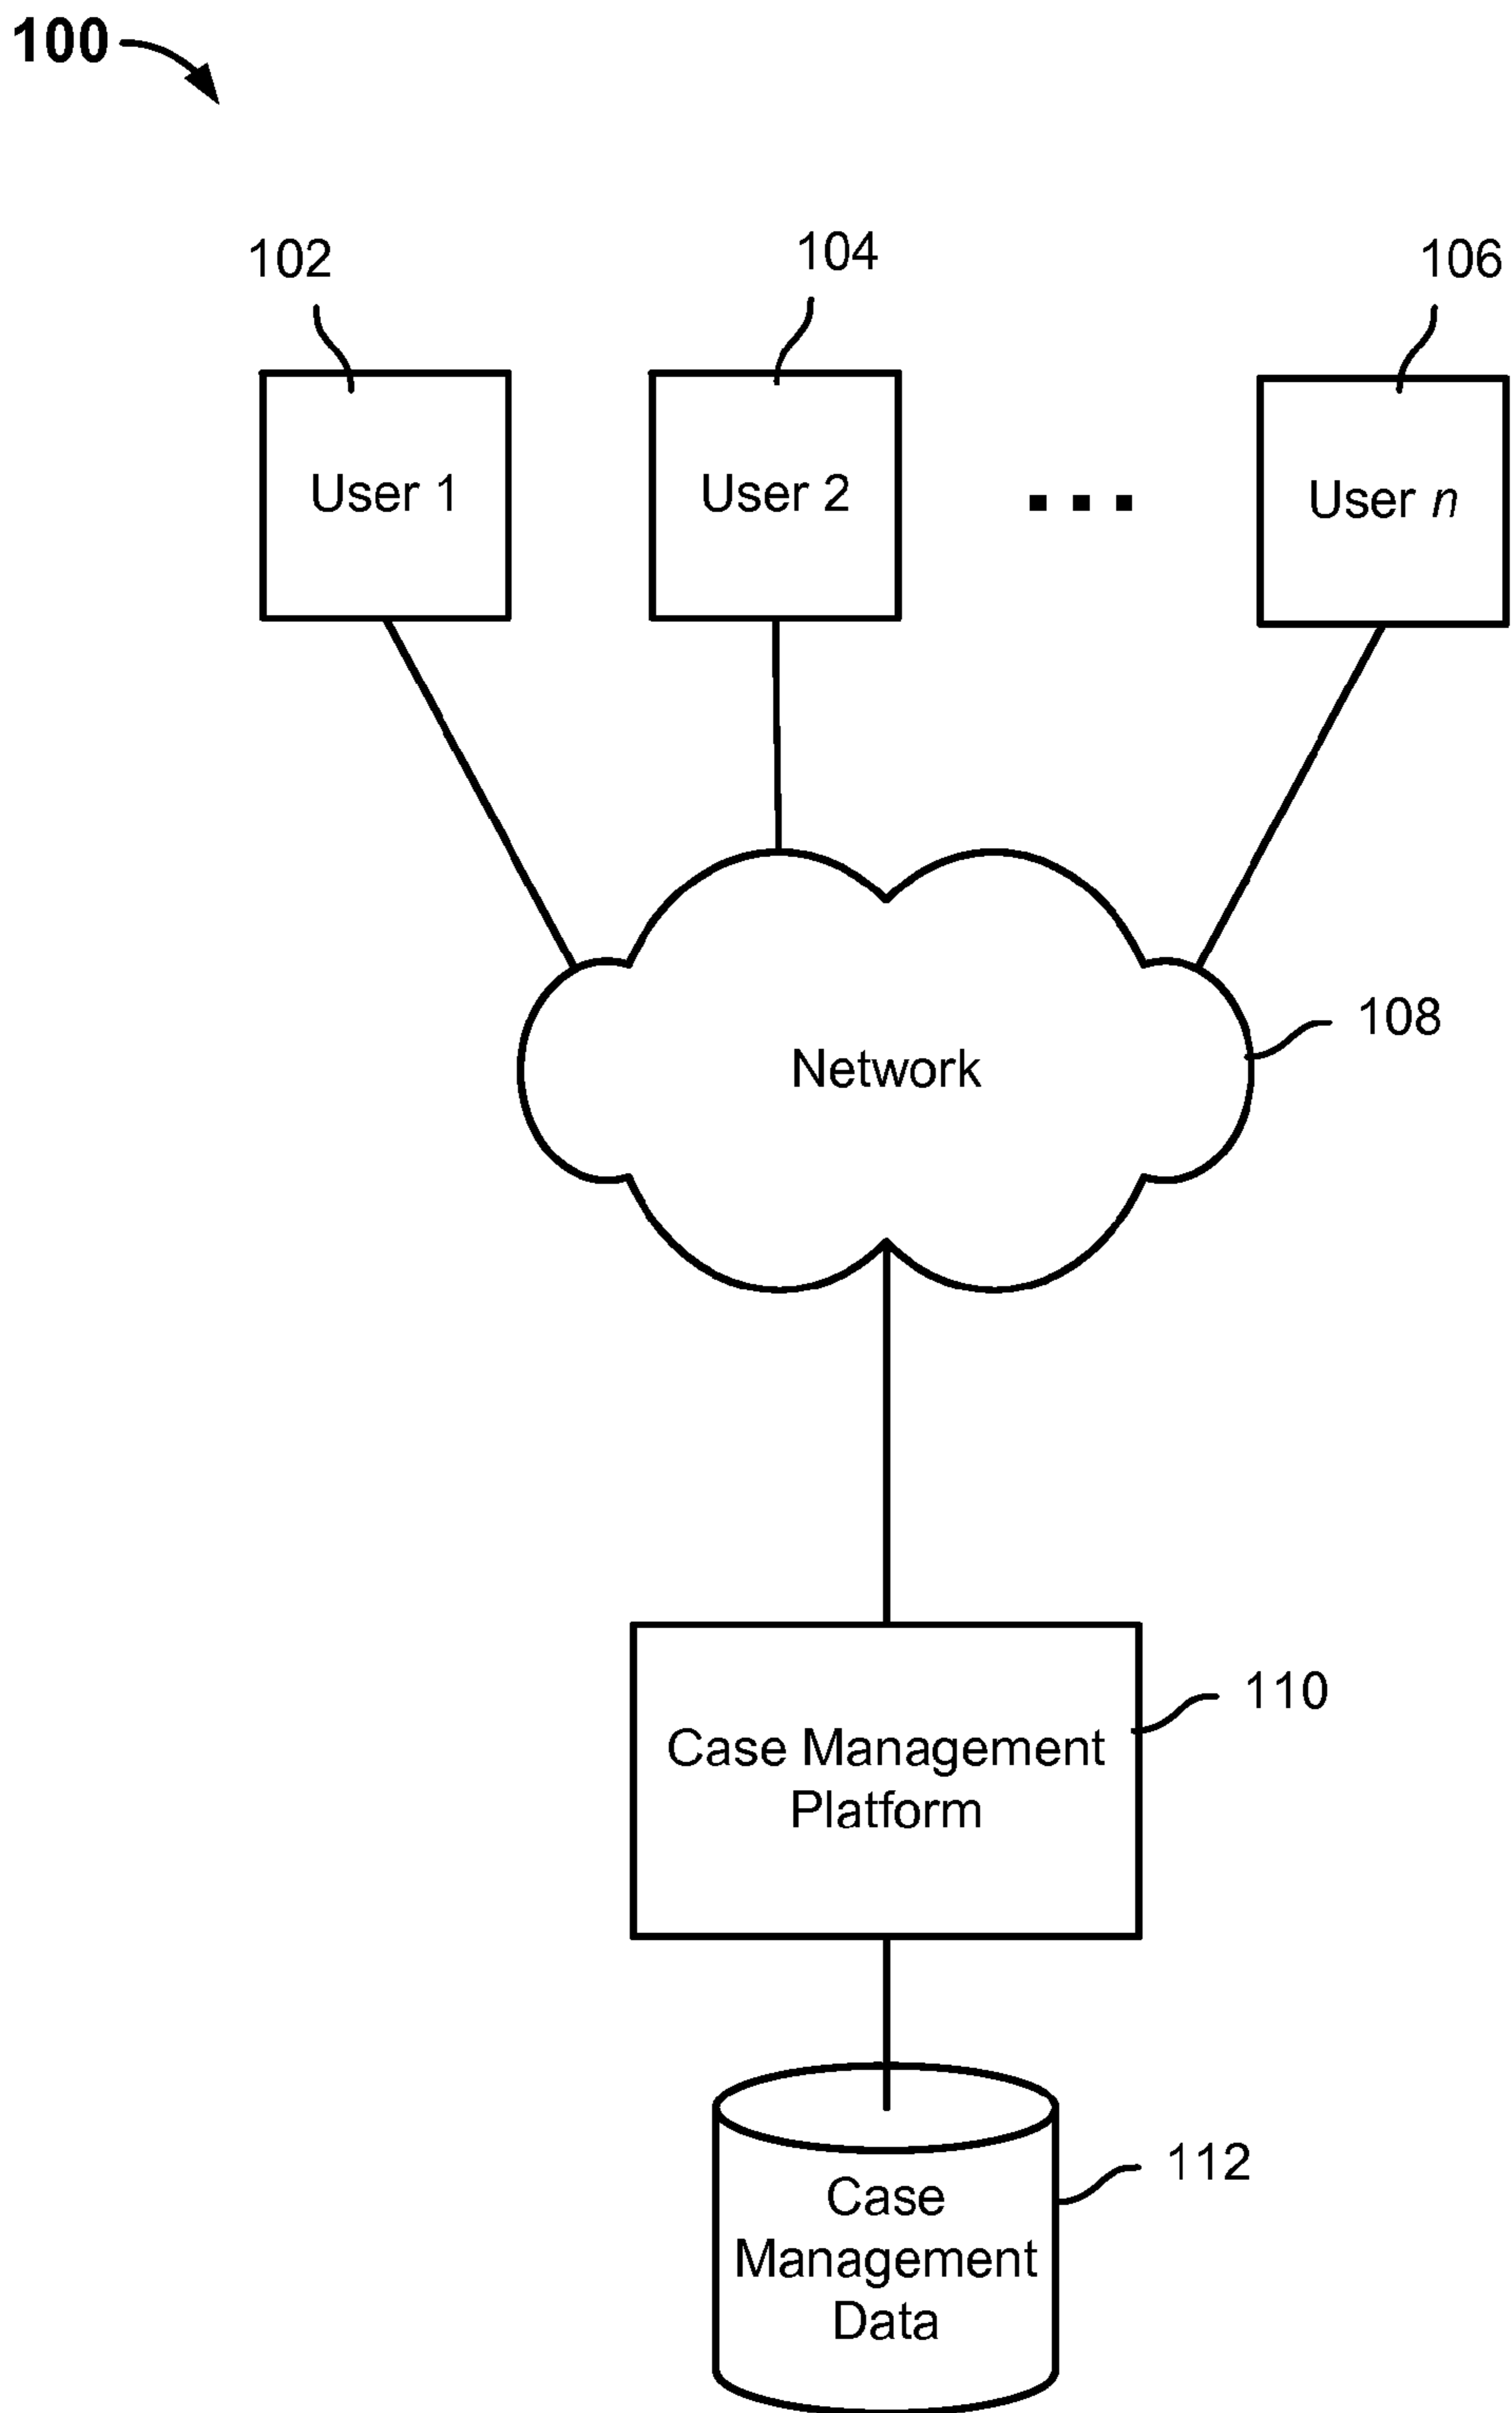 100
102
104
106
User 1
User 2
User n
108
Network
110
Case Management
Platform
112
Case
Management
Data